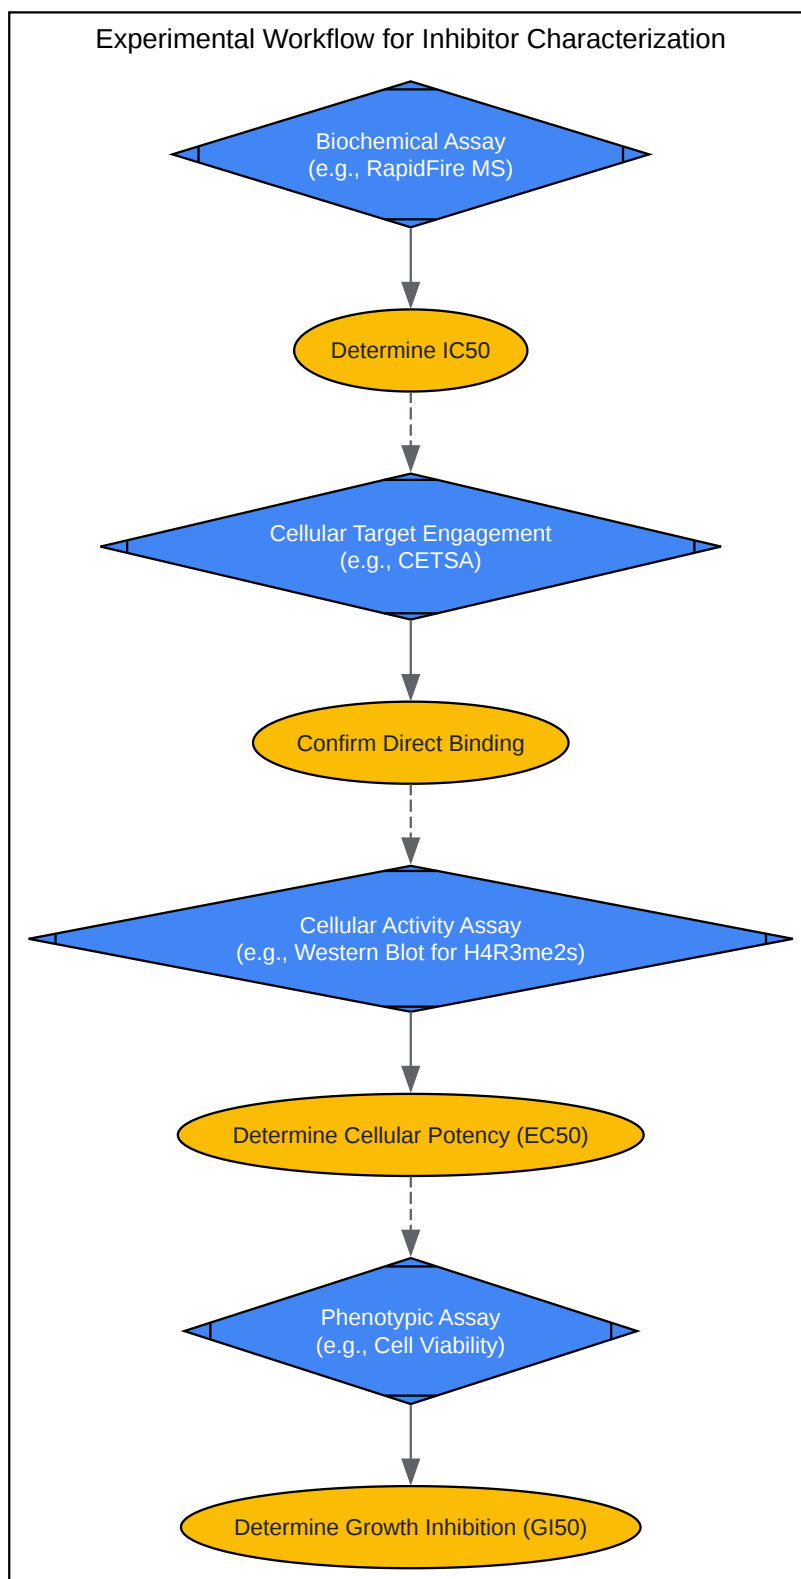 Experimental Workflow for Inhibitor Characterization
Biochemical Assay
(e.g., RapidFire MS)
Determine IC50
Cellular Target Engagement
(e.g., CETSA)
Confirm Direct Binding
Cellular Activity Assay
(e.g., Western Blot for H4R3me2s)
Determine Cellular Potency (EC50)
Phenotypic Assay
(e.g., Cell Viability)
Determine Growth Inhibition (GI50)